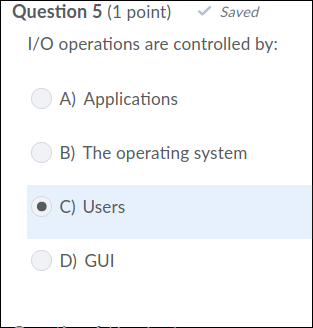 Question 5 (1 point) Saved
I/O operations are controlled by:
A) Applications
B) The operating system
C) Users
D) GUI